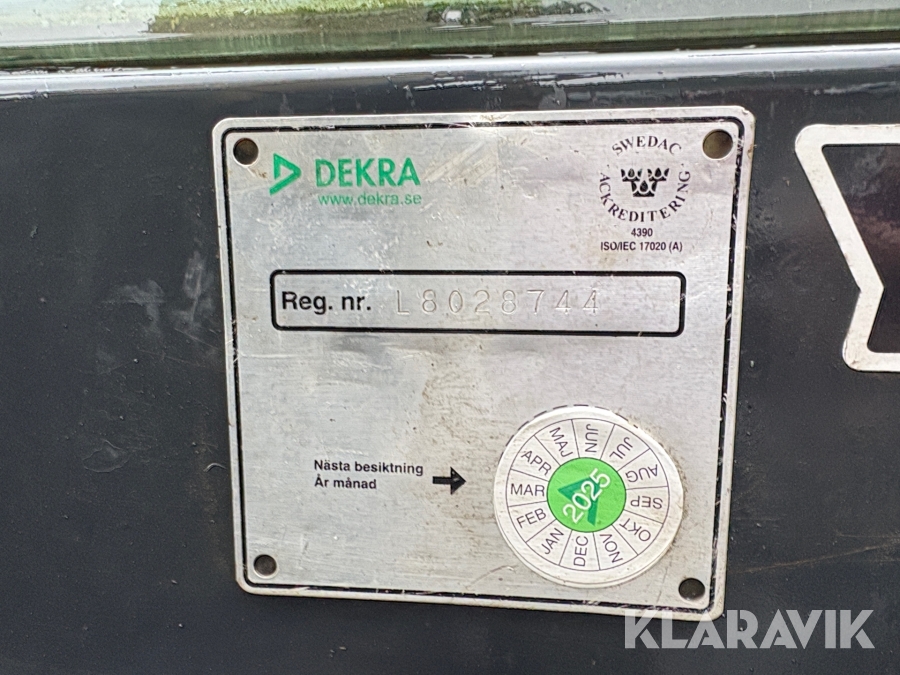 DEKRA
www.dekra.se
SWEDAC
ACKREDITERING
4390
ISO/IEC 17020 (A)
Reg. nr. L8028744
Nästa besiktning
År månad
JAN FEB MAR APR MAJ JUN JUL AUG SEP OKT NOV DEC
2025
KLARAVIK